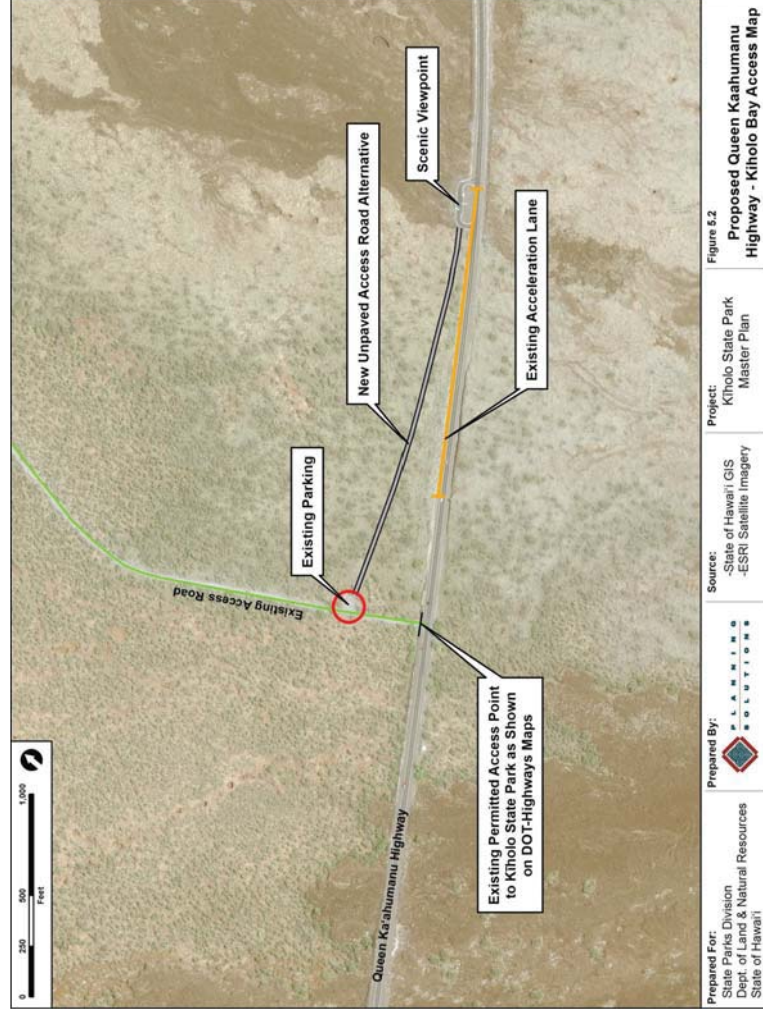 0 250 500 1,000
Feet
Existing Access Road
Existing Parking
New Unpaved Access Road Alternative
Scenic Viewpoint
Queen Ka'ahumanu Highway
Existing Permitted Access Point
to Kīholo State Park as Shown
on DOT-Highways Maps
Existing Acceleration Lane
Prepared For:
State Parks Division
Dept. of Land & Natural Resources
State of Hawai'i
Prepared By:
PLANNING
SOLUTIONS
Source:
-State of Hawai'i GIS
-ESRI Satellite Imagery
Project:
Kīholo State Park
Master Plan
Figure 5.2
Proposed Queen Kaahumanu
Highway - Kiholo Bay Access Map